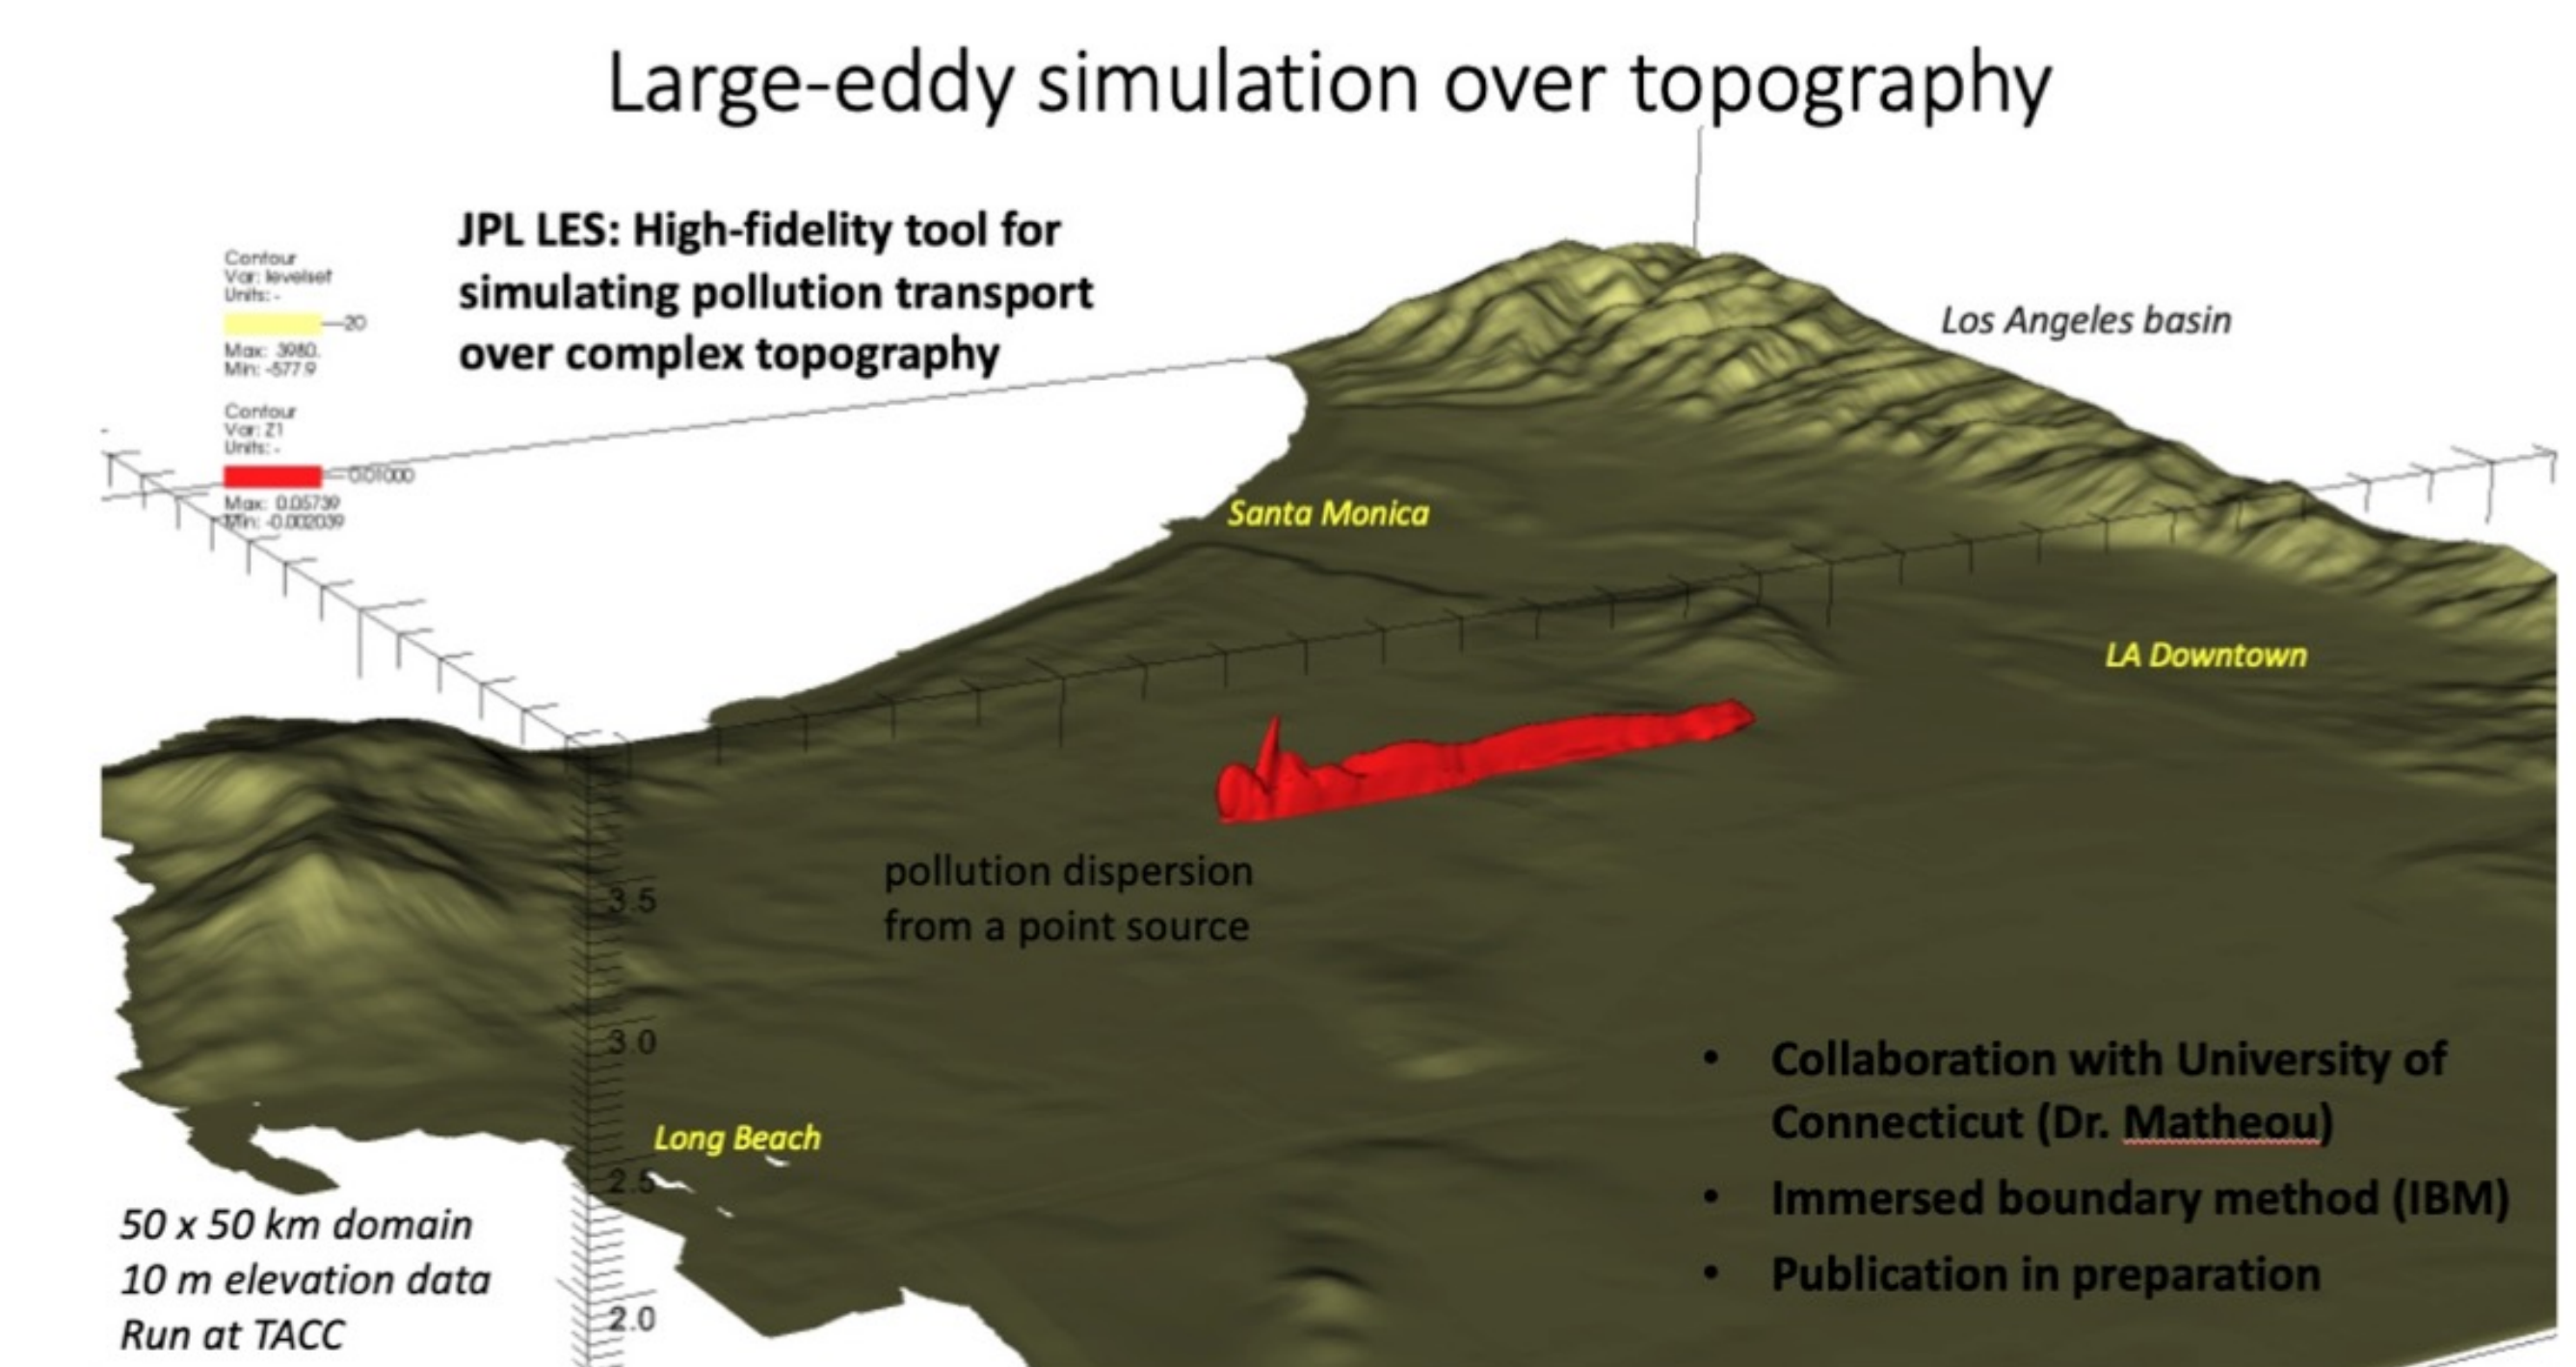 Large-eddy simulation over topography
JPL LES: High-fidelity tool for
simulating pollution transport
over complex topography
Contour
Var: levelset
Units: -
20
Max: 3980.
Min: -577.9
Contour
Var: Z1
Units: -
0.01000
Max: 0.05739
Min: -0.002039
Los Angeles basin
Santa Monica
LA Downtown
pollution dispersion
from a point source
3.5
3.0
2.5
2.0
Long Beach
50 x 50 km domain
10 m elevation data
Run at TACC
• Collaboration with University of
Connecticut (Dr. Matheou)
• Immersed boundary method (IBM)
• Publication in preparation